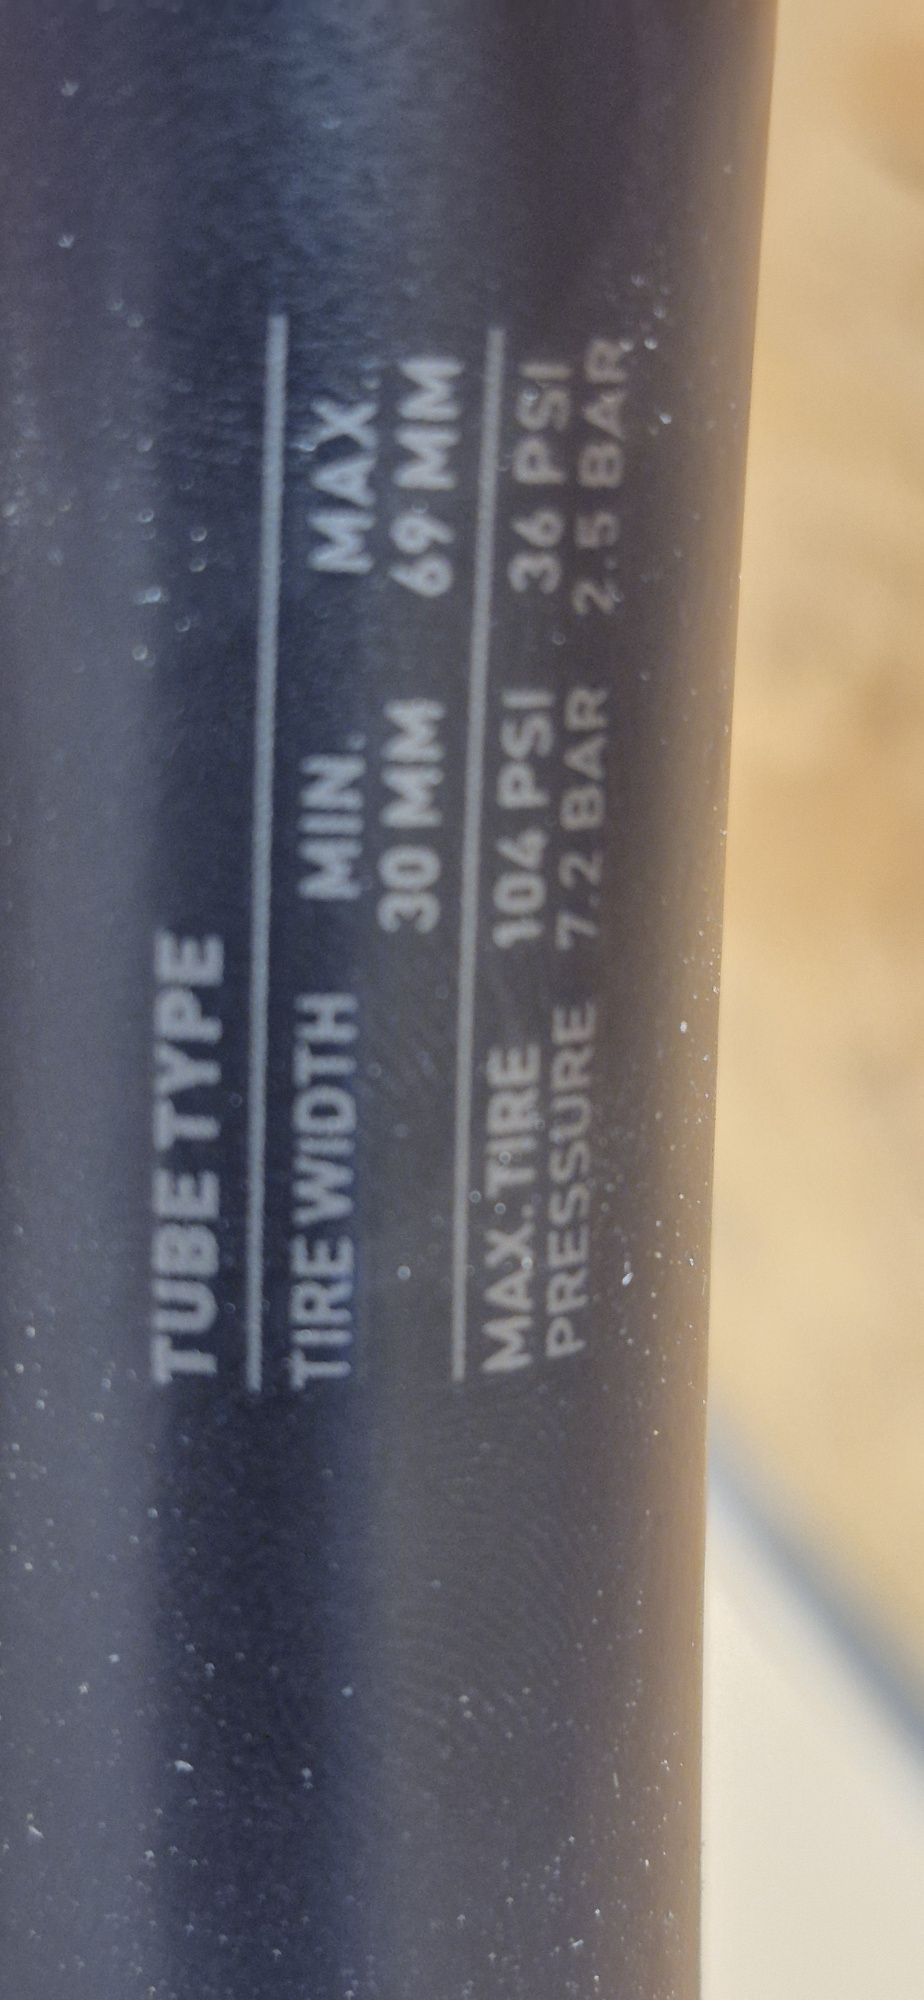 TUBE TYPE
TIRE WIDTH MIN. MAX.
30 MM 69 MM
MAX. TIRE 104 PSI 36 PSI
PRESSURE 7.2 BAR 2.5 BAR